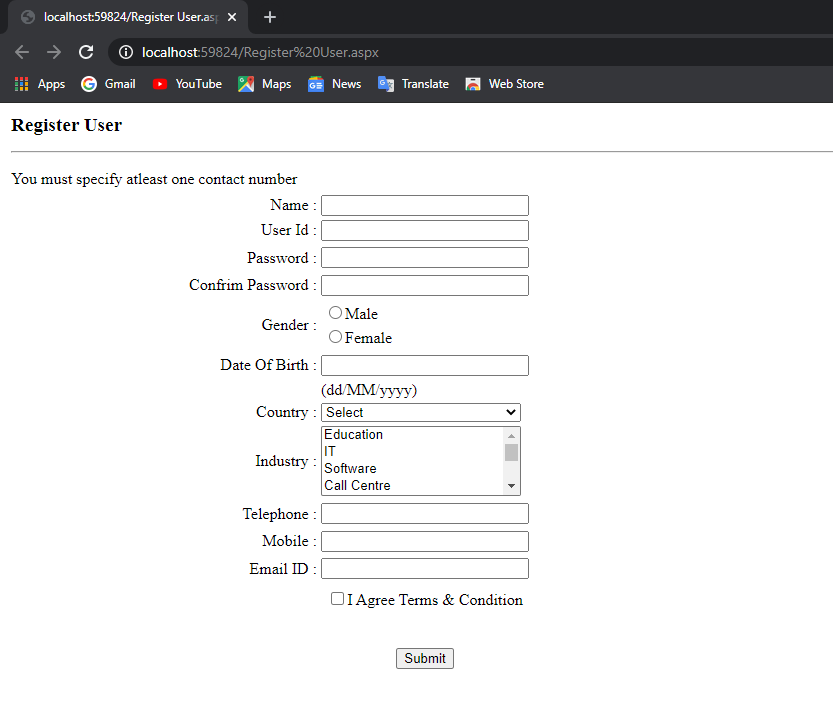 localhost:59824/Register User.asp
localhost:59824/Register%20User.aspx
Apps Gmail YouTube Maps News Translate Web Store
Register User
You must specify atleast one contact number
Name :
User Id :
Password :
Confrim Password :
Gender :
Male
Female
Date Of Birth :
(dd/MM/yyyy)
Country : Select
Industry :
Education
IT
Software
Call Centre
Telephone :
Mobile :
Email ID :
I Agree Terms & Condition
Submit